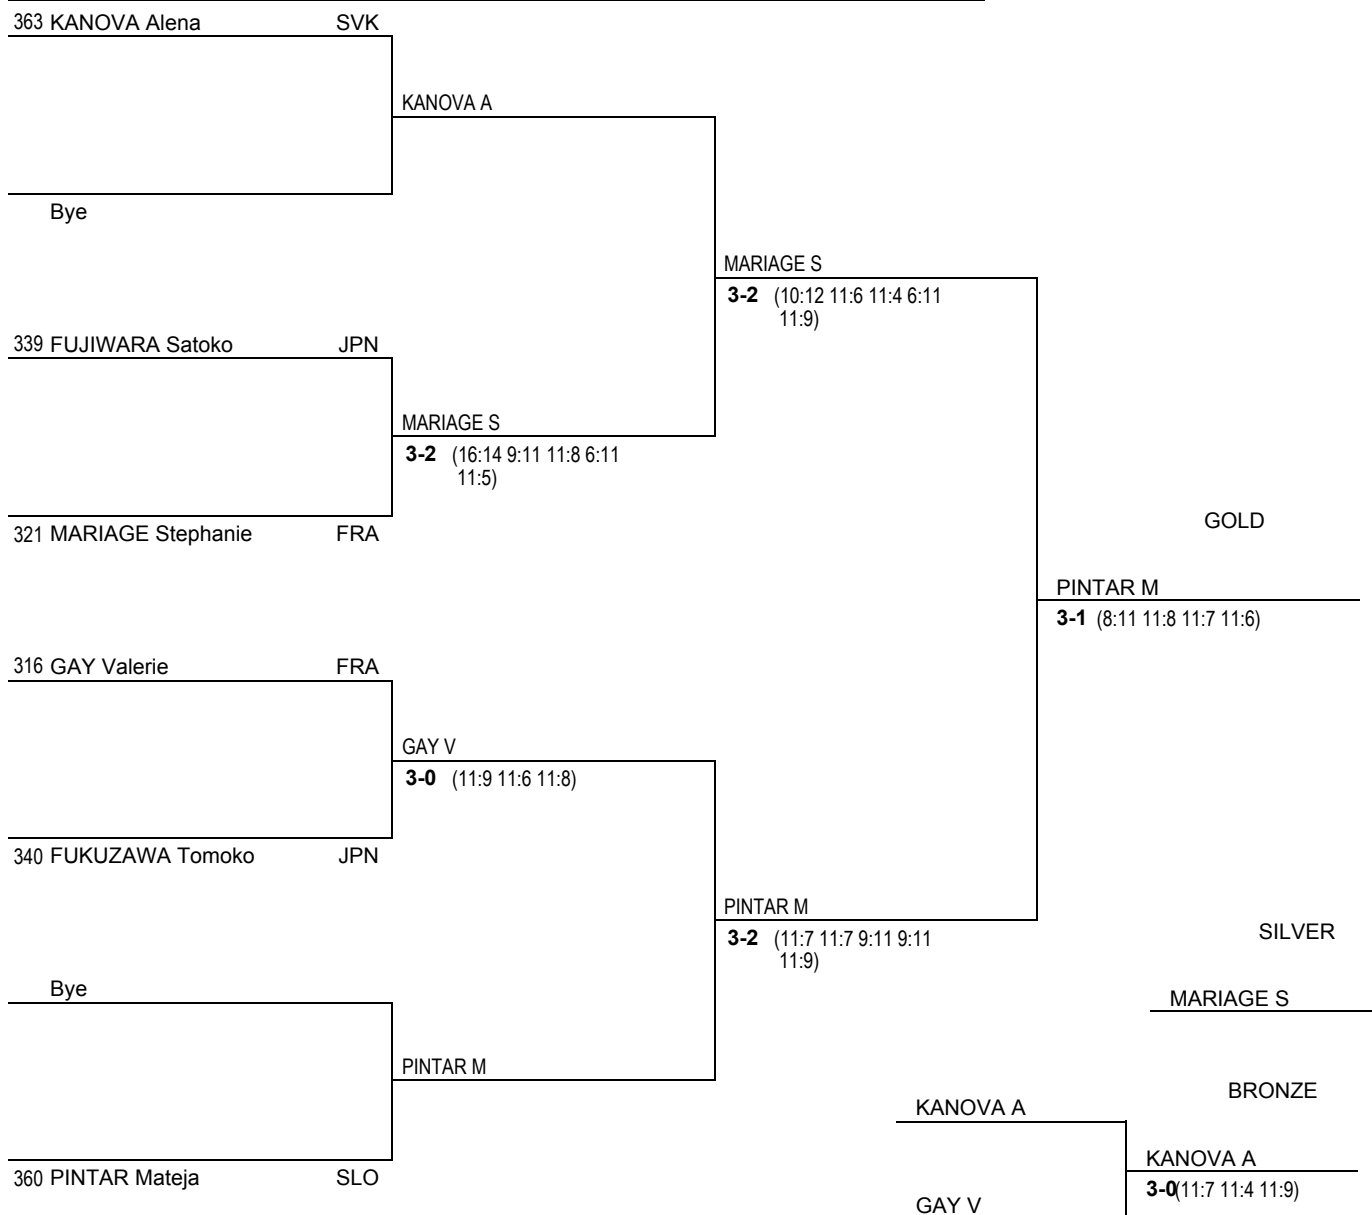 363 KANOVA Alena SVK
KANOVA A
Bye
MARIAGE S
3-2 (10:12 11:6 11:4 6:11
11:9)
339 FUJIWARA Satoko JPN
MARIAGE S
3-2 (16:14 9:11 11:8 6:11
11:5)
321 MARIAGE Stephanie FRA
GOLD
PINTAR M
3-1 (8:11 11:8 11:7 11:6)
316 GAY Valerie FRA
GAY V
3-0 (11:9 11:6 11:8)
340 FUKUZAWA Tomoko JPN
PINTAR M
3-2 (11:7 11:7 9:11 9:11
11:9)
SILVER
Bye
MARIAGE S
PINTAR M
BRONZE
KANOVA A
KANOVA A
3-0(11:7 11:4 11:9)
360 PINTAR Mateja SLO
GAY V